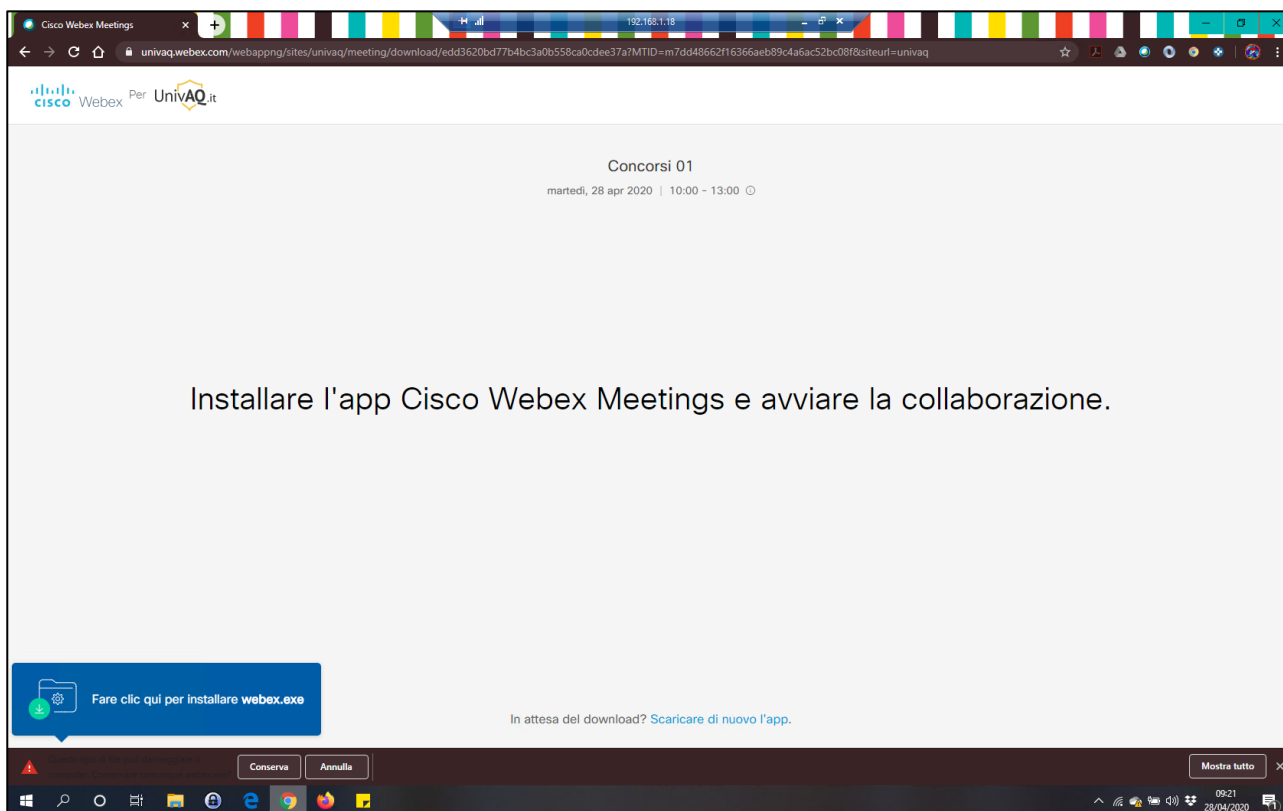 Cisco Webex Meetings
192.168.1.18
univaq.webex.com/webappng/sites/univaq/meeting/download/edd3620bd77b4bc3a0b558ca0cdee37a?MTID=m7dd48662f16366aeb89c4a6ac52bc08f&siteurl=univaq
cisco Webex Per UnivAQ.it
Concorsi 01
martedì, 28 apr 2020 | 10:00 - 13:00
Installare l'app Cisco Webex Meetings e avviare la collaborazione.
Fare clic qui per installare webex.exe
In attesa del download? Scaricare di nuovo l'app.
Conserva Annulla Mostra tutto
09:21
28/04/2020